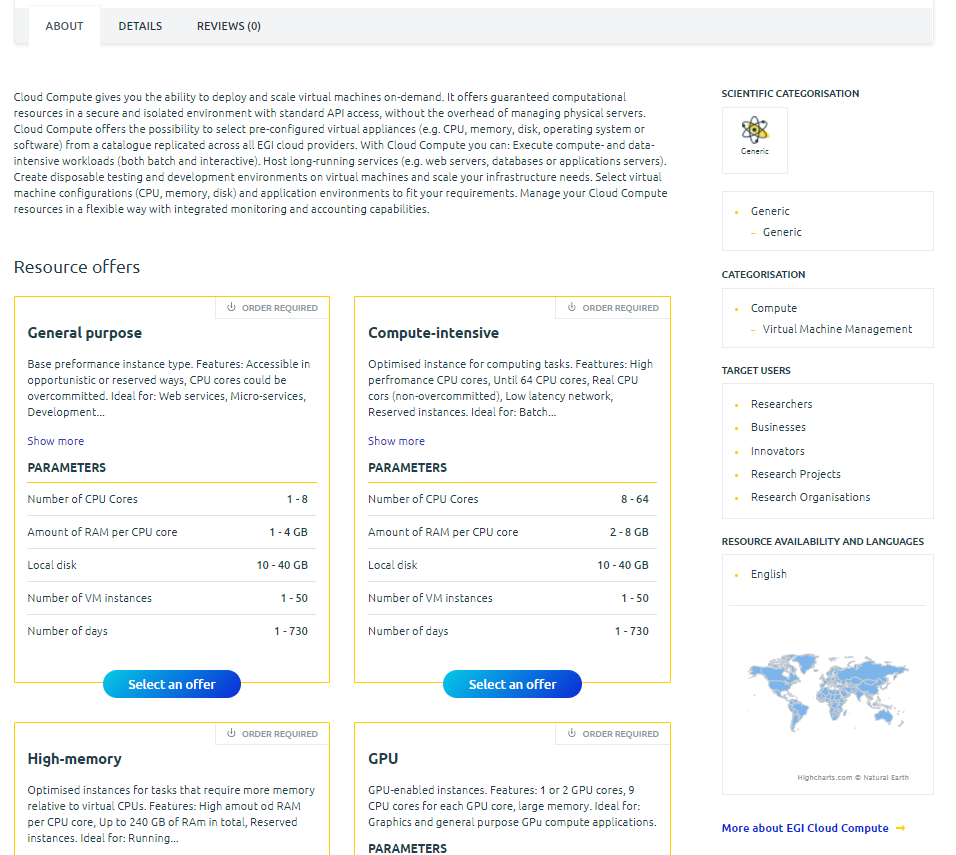 ABOUT
DETAILS
REVIEWS (0)
Cloud Compute gives you the ability to deploy and scale virtual machines on-demand. It offers guaranteed computational
resources in a secure and isolated environment with standard API access, without the overhead of managing physical servers.
Cloud Compute offers the possibility to select pre-configured virtual appliances (e.g. CPU, memory, disk, operating system or
software) from a catalogue replicated across all EGI cloud providers. With Cloud Compute you can: Execute compute- and data-
intensive workloads (both batch and interactive). Host long-running services (e.g. web servers, databases or applications servers).
Create disposable testing and development environments on virtual machines and scale your infrastructure needs. Select virtual
machine configurations (CPU, memory, disk) and application environments to fit your requirements. Manage your Cloud Compute
resources in a flexible way with integrated monitoring and accounting capabilities.
Resource offers
ORDER REQUIRED
General purpose
Base preformance instance type. Features: Accessible in
opportunistic or reserved ways, CPU cores could be
overcommitted. Ideal for: Web services, Micro-services,
Development...
Show more
PARAMETERS
Number of CPU Cores 1 - 8
Amount of RAM per CPU core 1 - 4 GB
Local disk 10 - 40 GB
Number of VM instances 1 - 50
Number of days 1 - 730
Select an offer
ORDER REQUIRED
Compute-intensive
Optimised instance for computing tasks. Feattures: High
perfromance CPU cores, Until 64 CPU cores, Real CPU
cors (non-overcommitted), Low latency network,
Reserved instances. Ideal for: Batch...
Show more
PARAMETERS
Number of CPU Cores 8 - 64
Amount of RAM per CPU core 2 - 8 GB
Local disk 10 - 40 GB
Number of VM instances 1 - 50
Number of days 1 - 730
Select an offer
ORDER REQUIRED
High-memory
Optimised instances for tasks that require more memory
relative to virtual CPUs. Features: High amout od RAM
per CPU core, Up to 240 GB of RAm in total, Reserved
instances. Ideal for: Running...
ORDER REQUIRED
GPU
GPU-enabled instances. Features: 1 or 2 GPU cores, 9
CPU cores for each GPU core, large memory. Ideal for:
Graphics and general purpose GPu compute applications.
PARAMETERS
SCIENTIFIC CATEGORISATION
Generic
Generic
Generic
CATEGORISATION
Compute
Virtual Machine Management
TARGET USERS
Researchers
Businesses
Innovators
Research Projects
Research Organisations
RESOURCE AVAILABILITY AND LANGUAGES
English
Highcharts.com © Natural Earth
More about EGI Cloud Compute